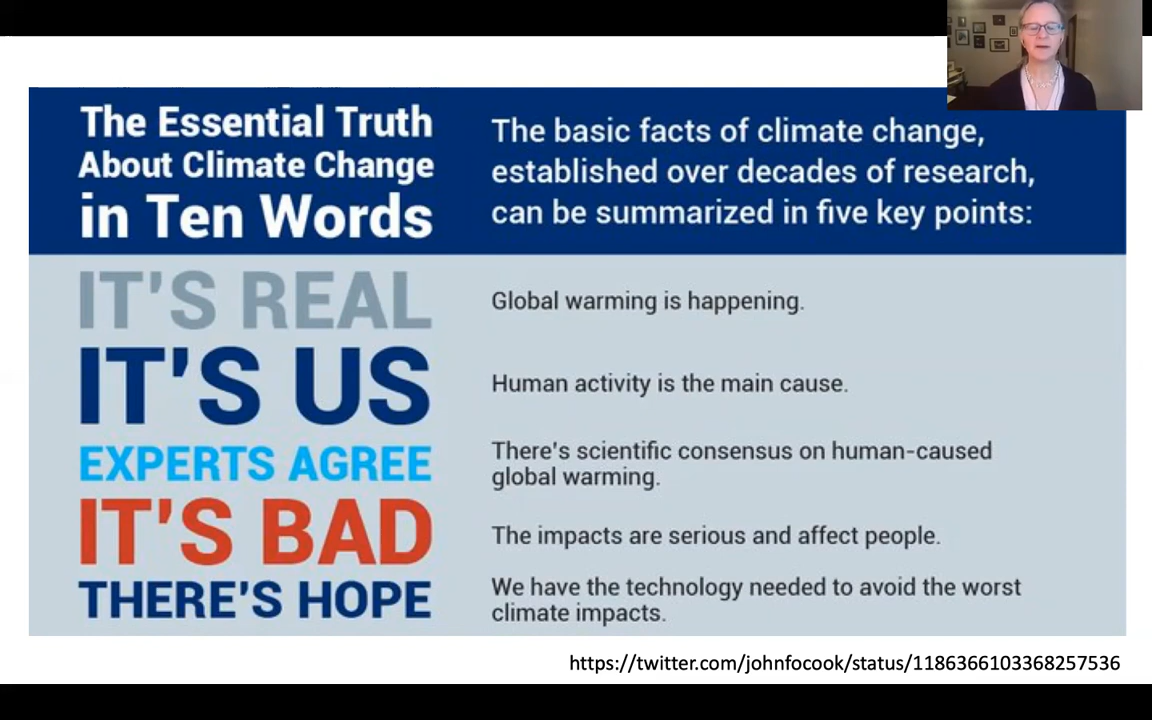 The Essential Truth
About Climate Change
in Ten Words
The basic facts of climate change,
established over decades of research,
can be summarized in five key points:
IT'S REAL
Global warming is happening.
IT'S US
Human activity is the main cause.
EXPERTS AGREE
There's scientific consensus on human-caused
global warming.
IT'S BAD
The impacts are serious and affect people.
THERE'S HOPE
We have the technology needed to avoid the worst
climate impacts.
https://twitter.com/johnfocook/status/1186366103368257536